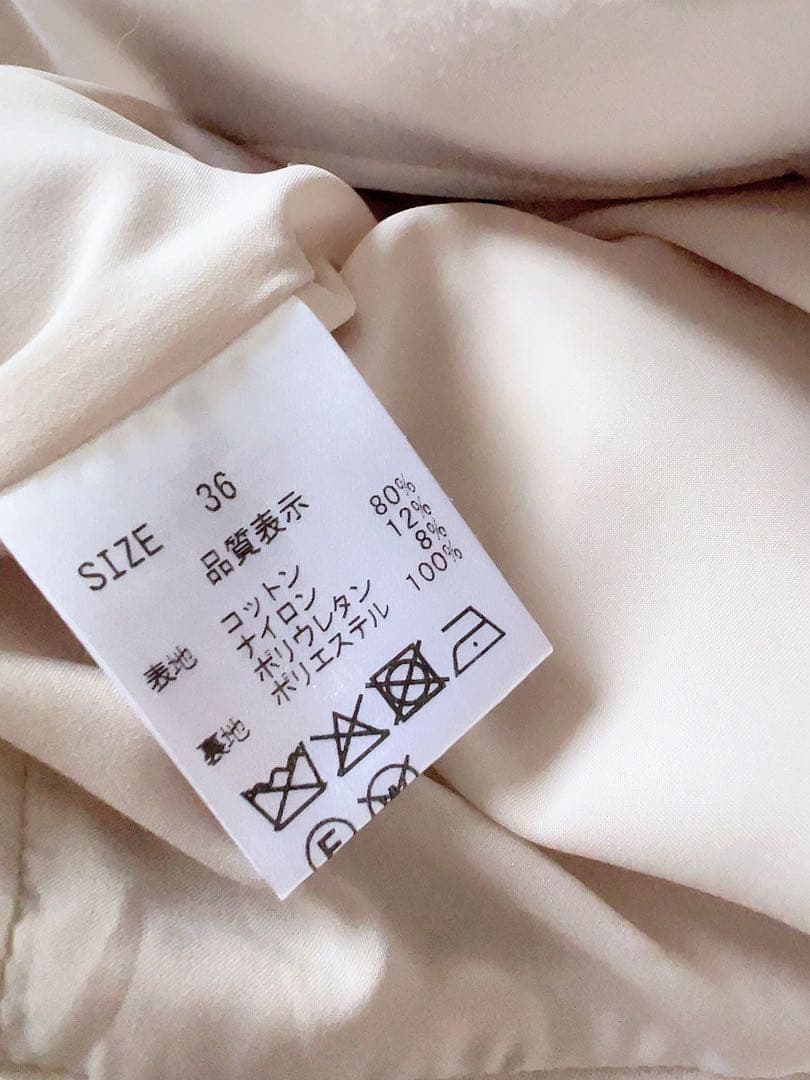 SIZE 36
品質表示
表地 コットン 80%
ナイロン 12%
ポリウレタン 8%
裏地 ポリエステル 100%
F